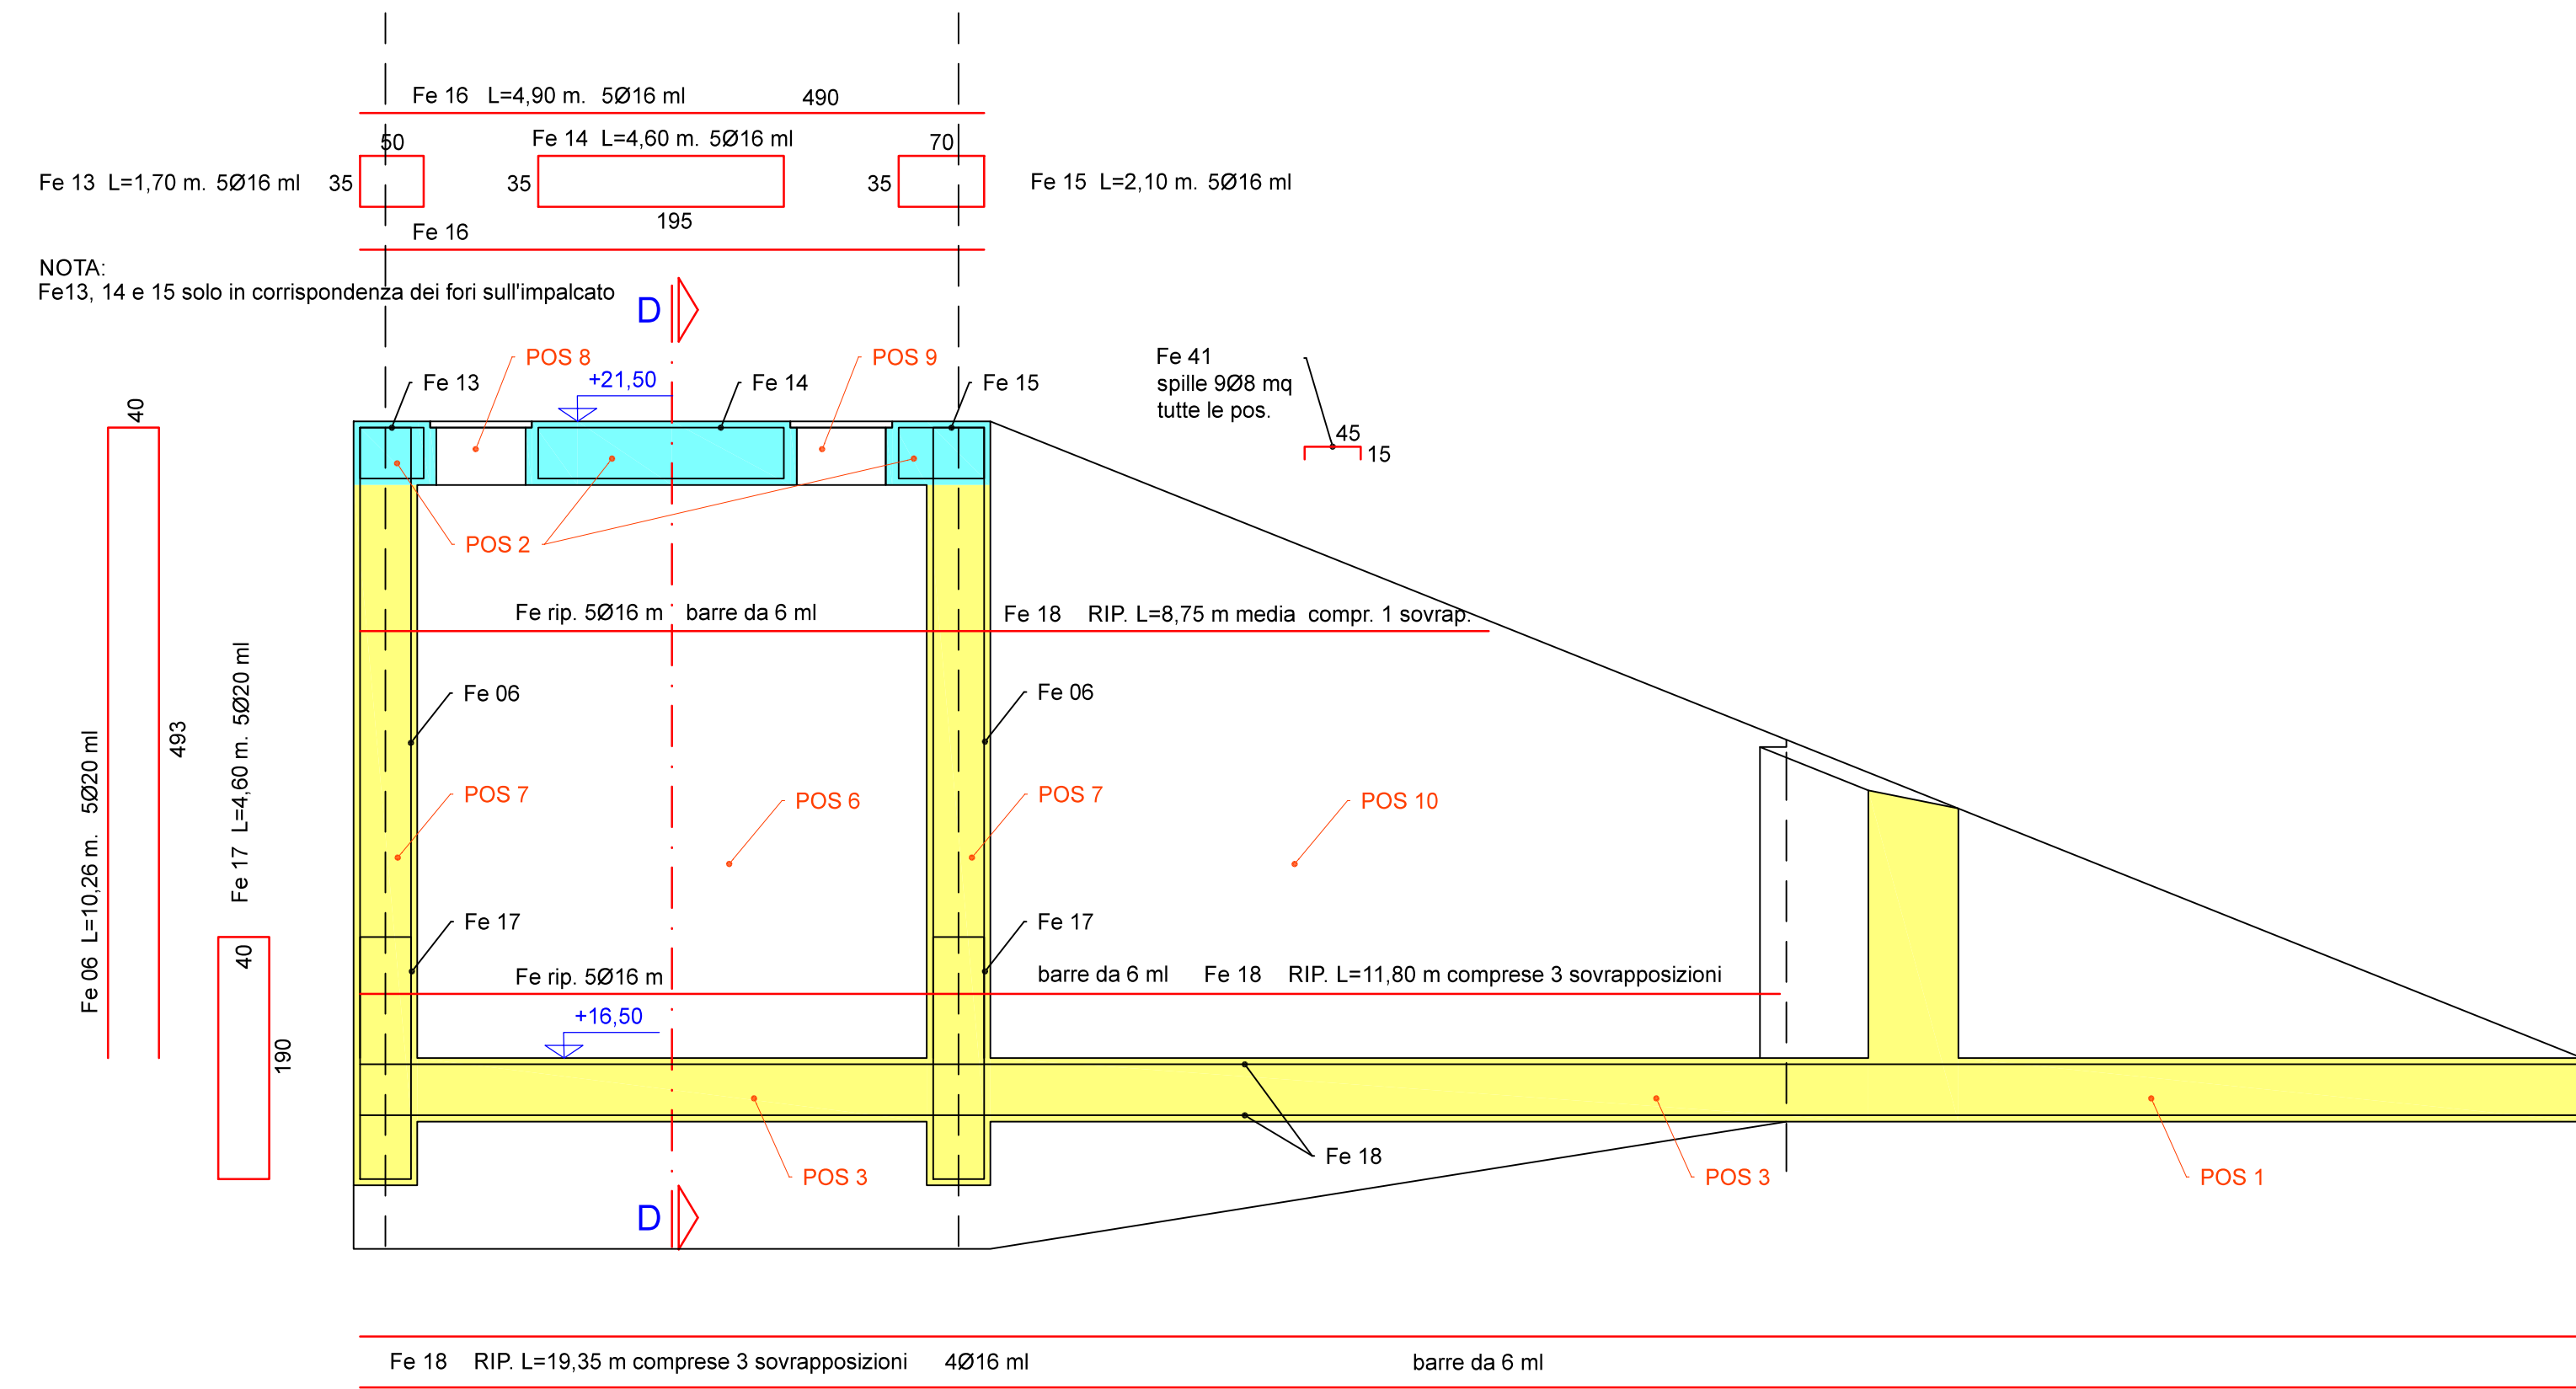 Fe 16 L=4,90 m. 5Ø16 ml 490
50
Fe 14 L=4,60 m. 5Ø16 ml
70
Fe 13 L=1,70 m. 5Ø16 ml
35
35
35
Fe 15 L=2,10 m. 5Ø16 ml
195
Fe 16
NOTA:
Fe13, 14 e 15 solo in corrispondenza dei fori sull'impalcato
D
POS 8
POS 9
Fe 41
spille 9Ø8 mq
tutte le pos.
+21,50
Fe 13
Fe 14
Fe 15
40
45
15
POS 2
Fe rip. 5Ø16 m barre da 6 ml
Fe 18 RIP. L=8,75 m media compr. 1 sovrap.
Fe 06
Fe 06
493
Fe 06 L=10,26 m. 5Ø20 ml
Fe 17 L=4,60 m. 5Ø20 ml
POS 7
POS 6
POS 7
POS 10
Fe 17
Fe 17
40
Fe rip. 5Ø16 m
barre da 6 ml Fe 18 RIP. L=11,80 m comprese 3 sovrapposizioni
+16,50
190
Fe 18
POS 3
POS 3
POS 1
D
Fe 18 RIP. L=19,35 m comprese 3 sovrapposizioni 4Ø16 ml barre da 6 ml